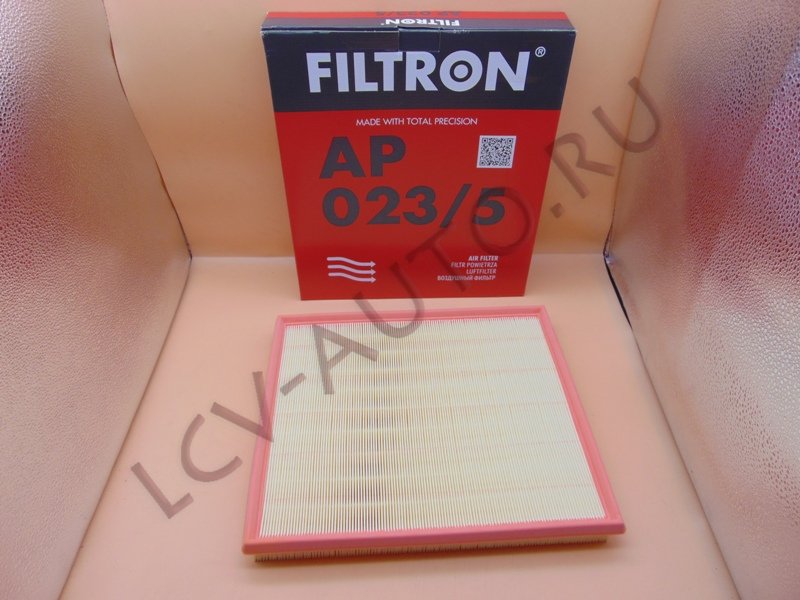 FILTRON®
MADE WITH TOTAL PRECISION
AP
023/5
AIR FILTER
FILTR POWIETRZA
LUFTFILTER
ВОЗДУШНЫЙ ФИЛЬТР
LCV-AUTO.RU